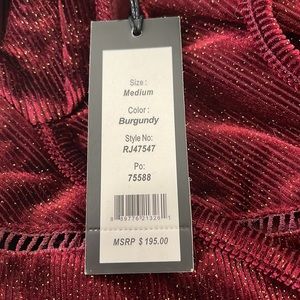 Size :
Medium
Color :
Burgundy
Style No:
RJ47547
Po:
75588
MSRP $ 195.00